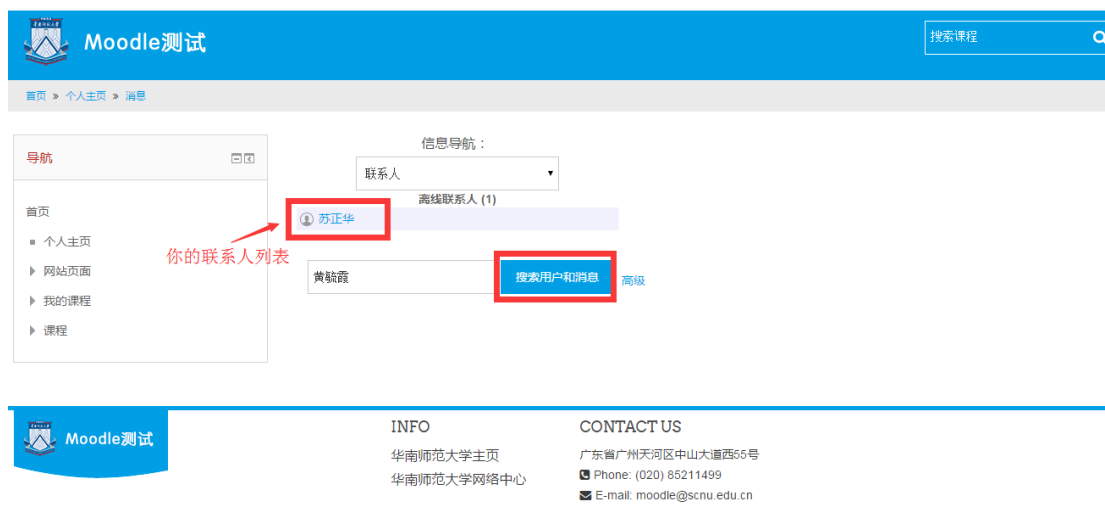 Moodle测试
搜索课程
首页 » 个人主页 » 消息
导航
首页
个人主页
网站页面
我的课程
课程
信息导航：
联系人
离线联系人 (1)
苏正华
你的联系人列表
黄毓霞
搜索用户和消息
高级
Moodle测试
INFO
华南师范大学主页
华南师范大学网络中心
CONTACT US
广东省广州天河区中山大道西55号
Phone: (020) 85211499
E-mail: moodle@scnu.edu.cn